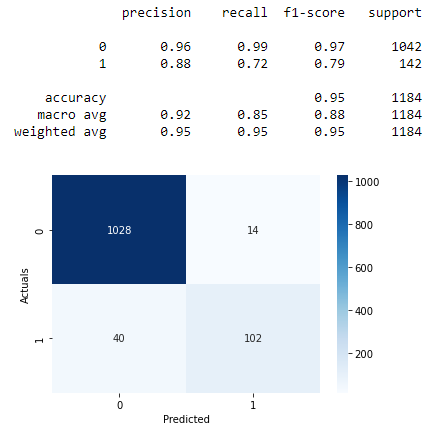 precision recall f1-score support
0 0.96 0.99 0.97 1042
1 0.88 0.72 0.79 142
accuracy 0.95 1184
macro avg 0.92 0.85 0.88 1184
weighted avg 0.95 0.95 0.95 1184
1000
800
600
400
200
Actuals
0
1
1028 14
40 102
0 1
Predicted